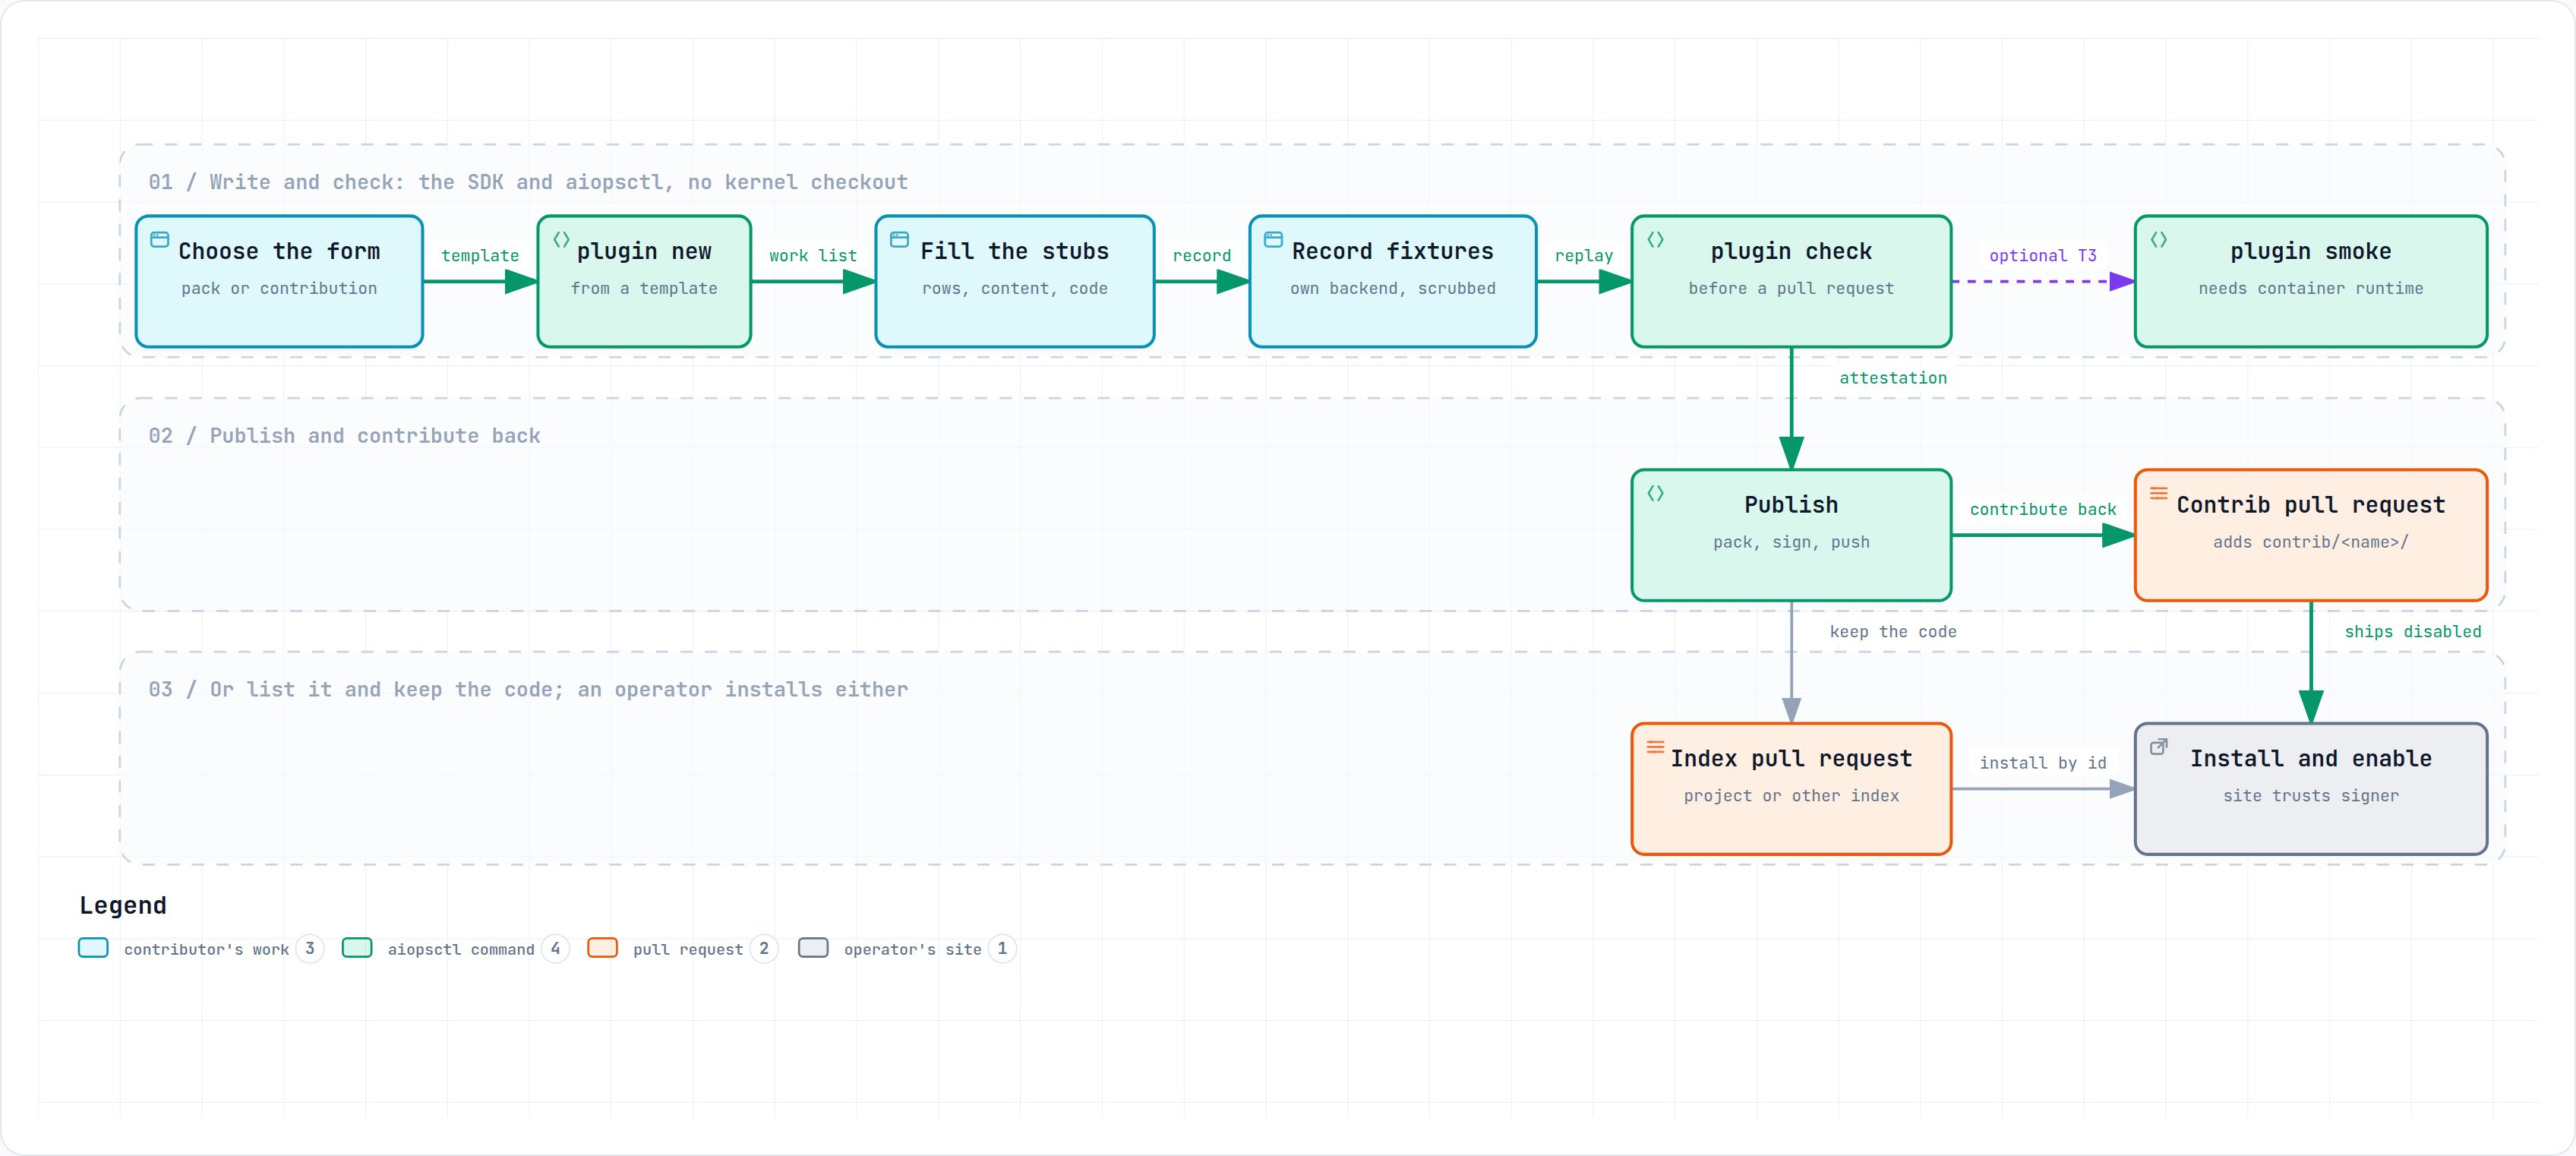 01 / Write and check: the SDK and aiopsctl, no kernel checkout
Choose the form
pack or contribution
template
plugin new
from a template
work list
Fill the stubs
rows, content, code
record
Record fixtures
own backend, scrubbed
replay
plugin check
before a pull request
optional T3
plugin smoke
needs container runtime
attestation
02 / Publish and contribute back
Publish
pack, sign, push
contribute back
Contrib pull request
adds contrib/<name>/
keep the code
ships disabled
03 / Or list it and keep the code; an operator installs either
Index pull request
project or other index
install by id
Install and enable
site trusts signer
Legend
contributor's work 3
aiopsctl command 4
pull request 2
operator's site 1